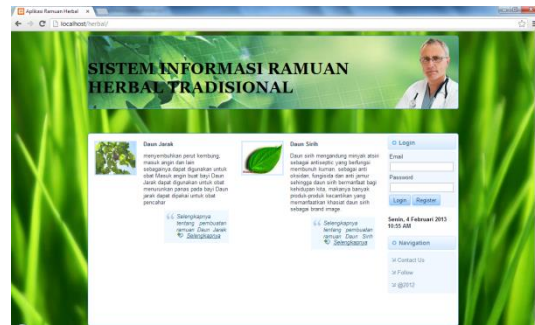 Aplikasi Ramuan Herbal
localhost/herbal/
SISTEM INFORMASI RAMUAN
HERBAL TRADISIONAL
Daun Jarak
menyembuhkan perut kembung,
masuk angin dan lain
sebagainya dapat digunakan untuk
obat Masuk angin buat bayi Daun
Jarak dapat digunakan untuk obat
menurunkan panas pada bayi Daun
jarak dapat dipakai untuk obat
pencahar
Selengkapnya
tentang pembuatan
ramuan Daun Jarak
Selengkapnya
Daun Sirih
Daun sirih mengandung minyak atsiri
sebagai antiseptic yang berfungsi
membunuh kuman, sebagai anti
oksidan, fungisida dan anti jamur
sehingga daun sirih bermanfaat bagi
kehidupan kita, makanya banyak
produk-produk kecantikan yang
memanfaatkan khasiat daun sirih
sebagai brand image
Selengkapnya
tentang pembuatan
ramuan Daun Sirih
Selengkapnya
Login
Email
Password
Login Register
Senin, 4 Februari 2013
10:55 AM
Navigation
Contact Us
Follow
@2012